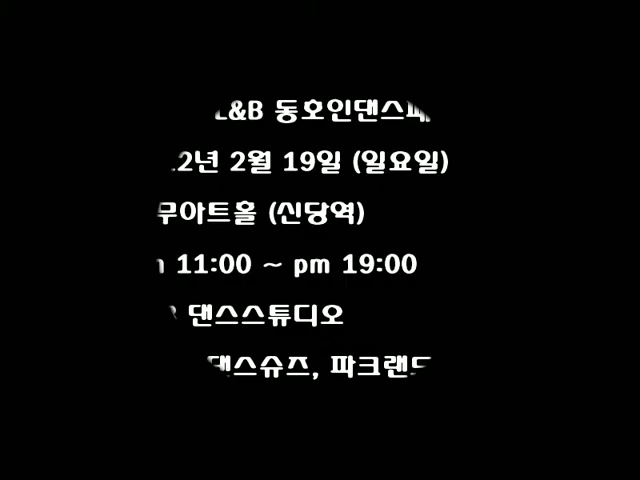 L&B 동호인댄스
2년 2월 19일 (일요일)
무아트홀 (신당역)
11:00 ~ pm 19:00
댄스스튜디오
댄스슈즈, 파크랜드